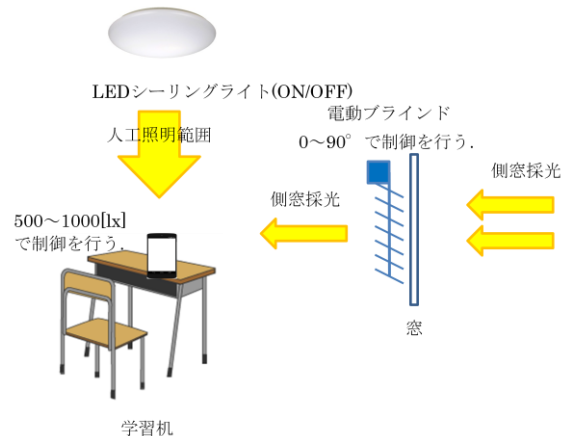 LEDシーリングライト(ON/OFF)
人工照明範囲
電動ブラインド
0～90°で制御を行う.
側窓採光
側窓採光
500～1000[lx]
で制御を行う.
窓
学習机